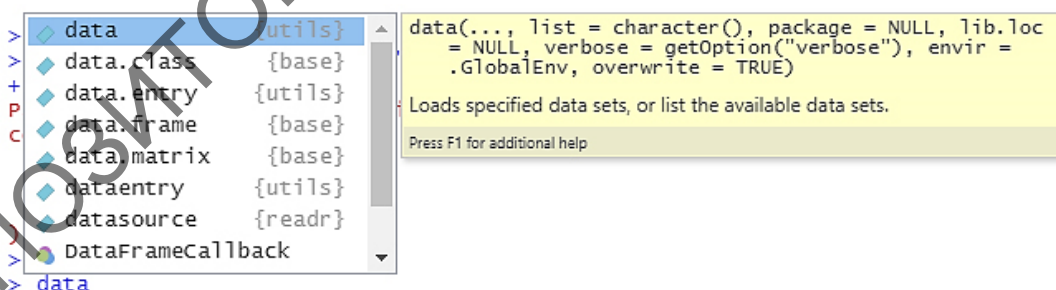 data {utils}
data.class {base}
data.entry {utils}
data.frame {base}
data.matrix {base}
dataentry {utils}
datasource {readr}
DataFrameCallback
data(..., list = character(), package = NULL, lib.loc
= NULL, verbose = getOption("verbose"), envir =
.GlobalEnv, overwrite = TRUE)
Loads specified data sets, or list the available data sets.
Press F1 for additional help
>
>
+
P
c
)
>
> data